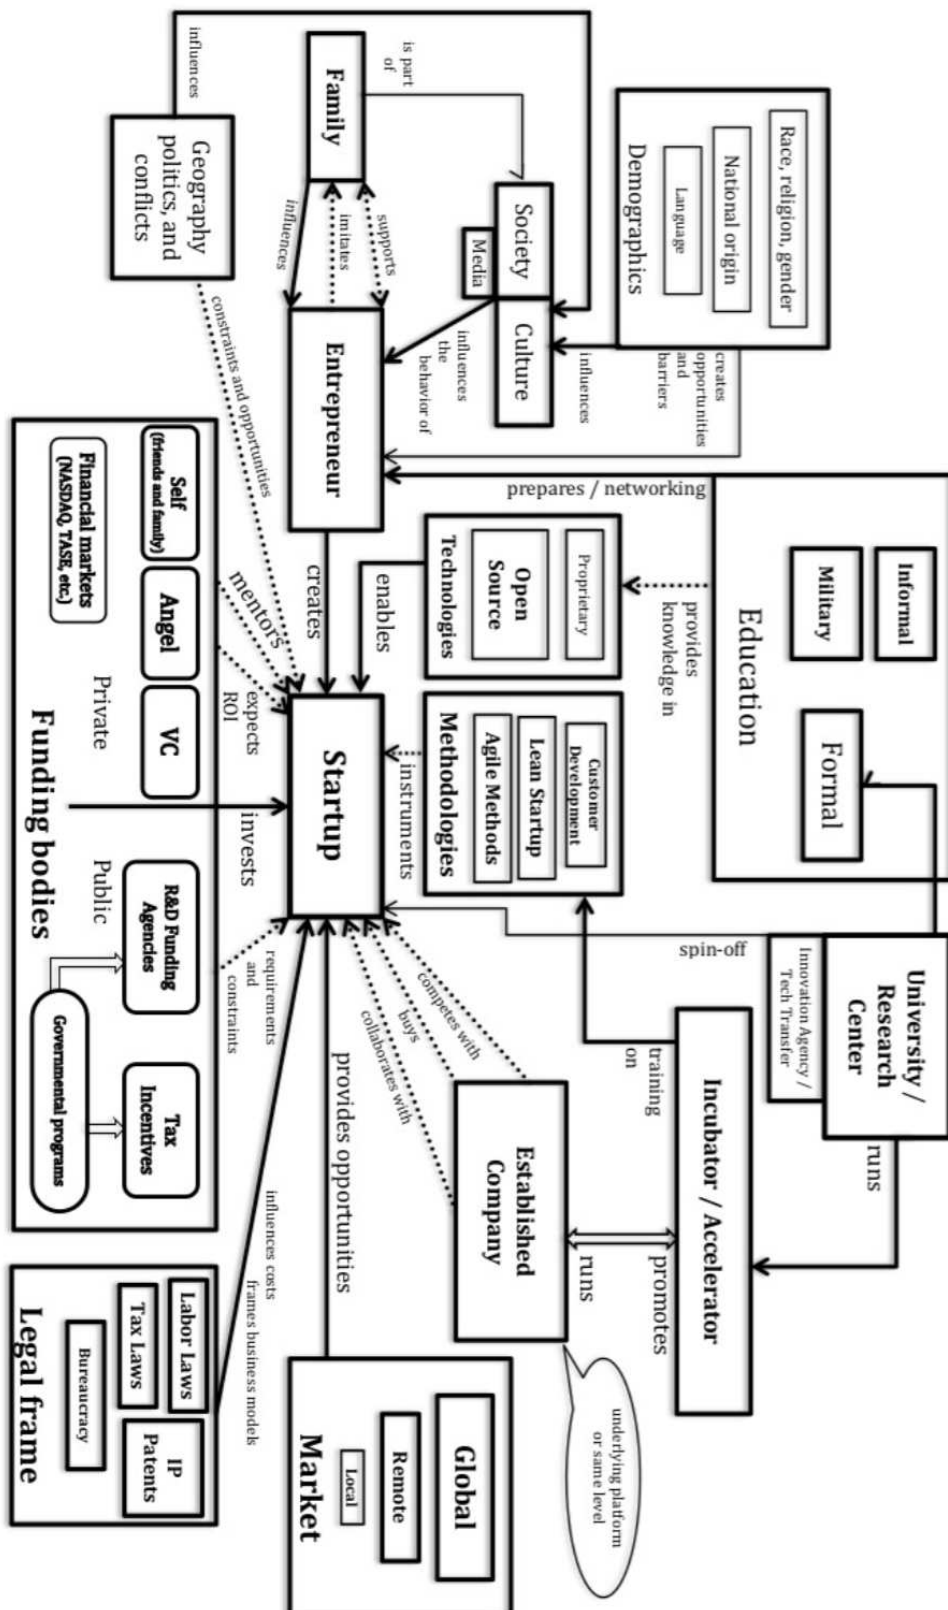 Race, religion, gender
National origin
Language
Demographics
Informal
Military
Formal
Education
University /
Research
Center
Innovation Agency /
Tech Transfer
runs
creates
opportunities
and
barriers
influences
prepares / networking
provides
knowledge in
spin-off
is part
of
Society
Culture
Media
influences
the
behavior of
Proprietary
Open
Source
Technologies
Customer
Development
Lean Startup
Agile Methods
Methodologies
training
on
Incubator / Accelerator
promotes
runs
Established
Company
underlying platform
or same level
influences
Family
supports
imitates
influences
Entrepreneur
creates
enables
instruments
Startup
competes with
buys
collaborates with
provides opportunities
Global
Remote
Local
Market
Geography
politics, and
conflicts
constraints and opportunities
mentors
expects
ROI
invests
requirements
and
constraints
influences costs
frames business models
Self
(friends and family)
Angel
VC
Financial markets
(NASDAQ, TASE, etc.)
Private
Public
R&D Funding
Agencies
Tax
Incentives
Governmental programs
Funding bodies
Labor Laws
Tax Laws
IP
Patents
Bureaucracy
Legal frame